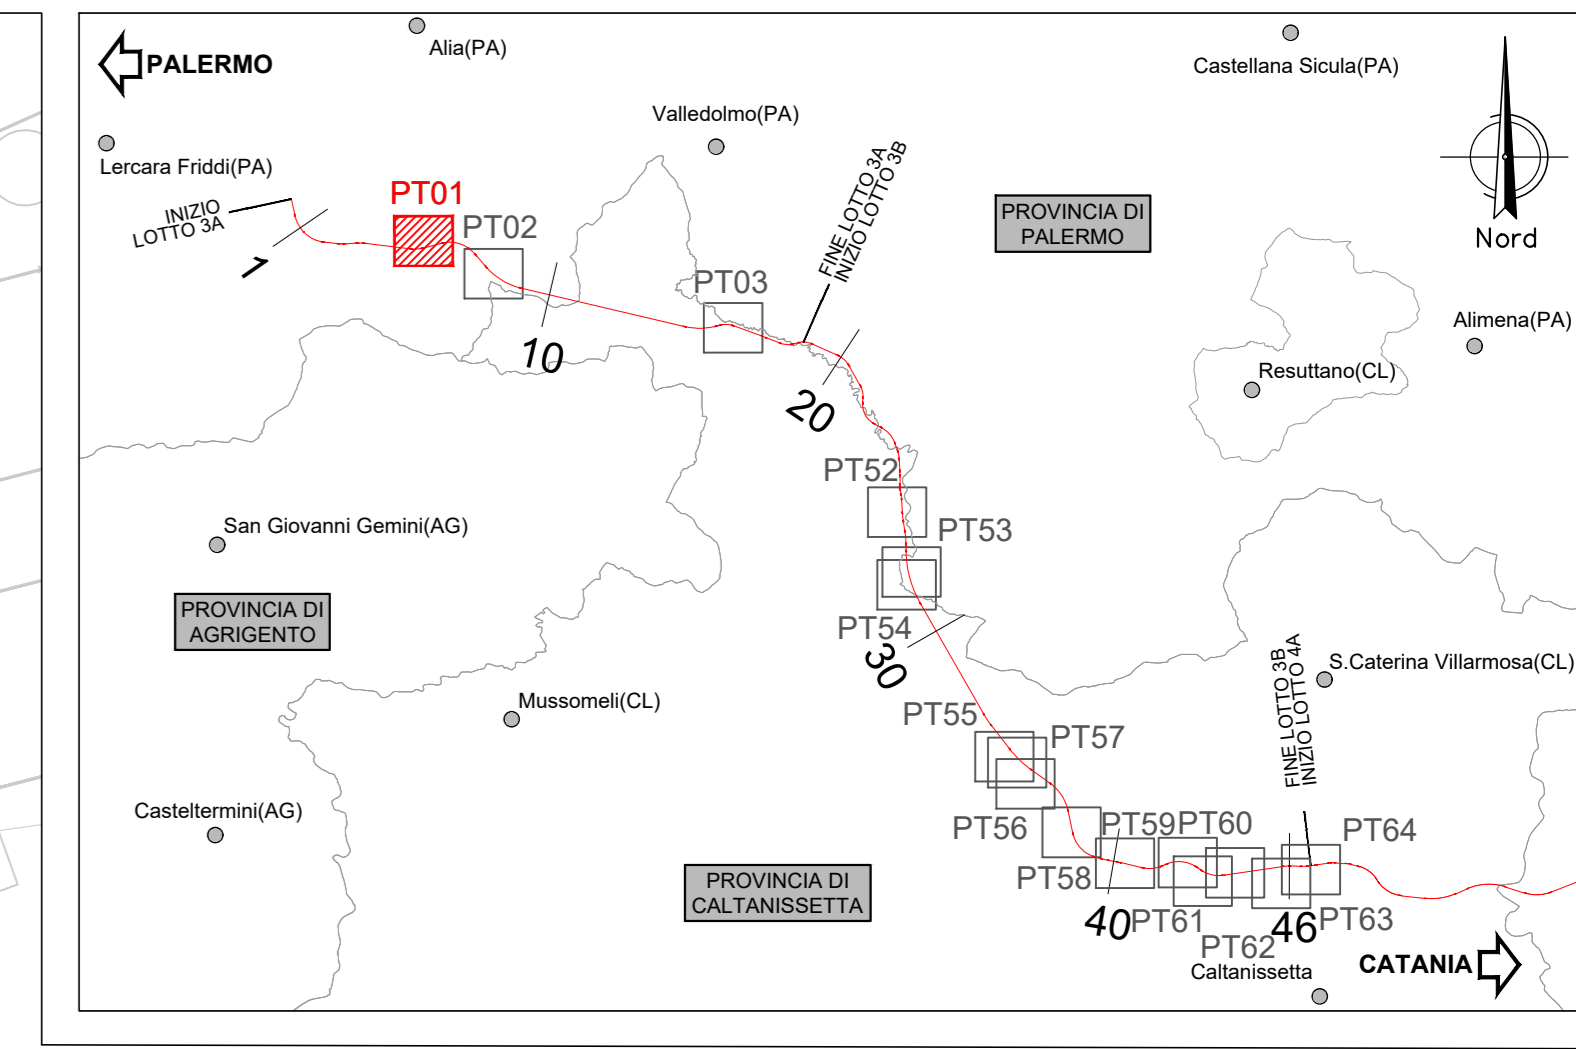 Alia(PA)
PALERMO
Castellana Sicula(PA)
Valledolmo(PA)
Lercara Friddi(PA)
FINE LOTTO 3A
INIZIO LOTTO 3B
PT01
INIZIO
LOTTO 3A
PROVINCIA DI
PALERMO
PT02
Nord
1
PT03
Alimena(PA)
10
Resuttano(CL)
20
PT52
San Giovanni Gemini(AG)
PT53
PROVINCIA DI
AGRIGENTO
PT54
30
FINE LOTTO 3B
INIZIO LOTTO 4A
S.Caterina Villarmosa(CL)
Mussomeli(CL)
PT55
PT57
Casteltermini(AG)
PT56
PT59
PT60
PT64
PT58
PROVINCIA DI
CALTANISSETTA
40
PT61
46
PT63
PT62
Caltanissetta
CATANIA